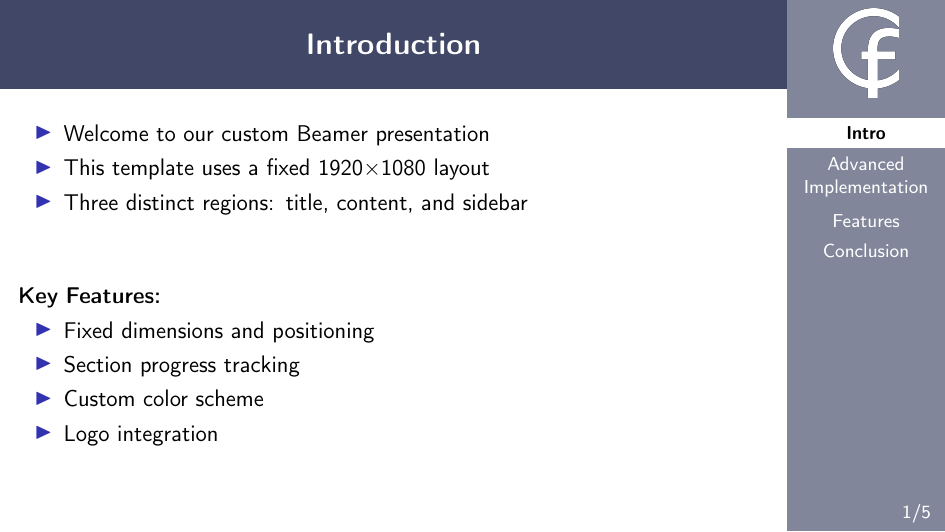 Introduction
Welcome to our custom Beamer presentation
This template uses a fixed 1920×1080 layout
Three distinct regions: title, content, and sidebar
Key Features:
Fixed dimensions and positioning
Section progress tracking
Custom color scheme
Logo integration
Cf
Intro
Advanced
Implementation
Features
Conclusion
1/5